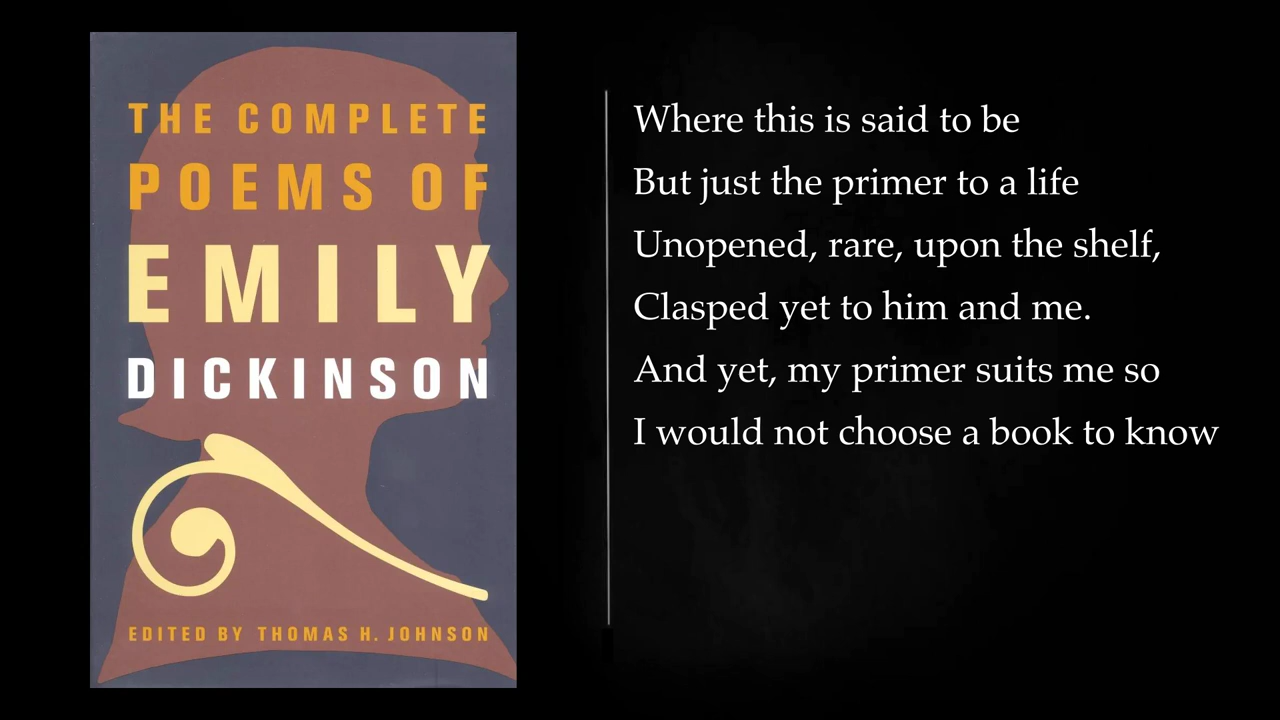 THE COMPLETE
POEMS OF
EMILY
DICKINSON
EDITED BY THOMAS H. JOHNSON
Where this is said to be
But just the primer to a life
Unopened, rare, upon the shelf,
Clasped yet to him and me.
And yet, my primer suits me so
I would not choose a book to know